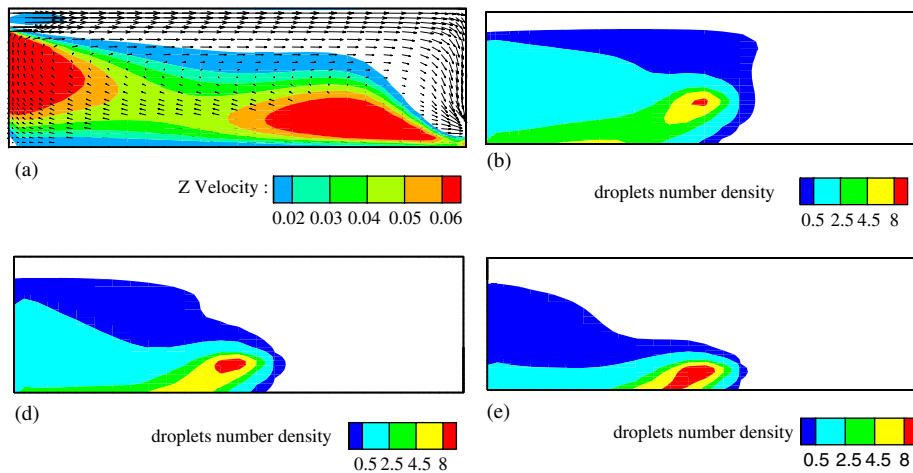 (a)
Z Velocity :
0.02 0.03 0.04 0.05 0.06
(b)
droplets number density
0.5 2.5 4.5 8
(d)
droplets number density
0.5 2.5 4.5 8
(e)
droplets number density
0.5 2.5 4.5 8